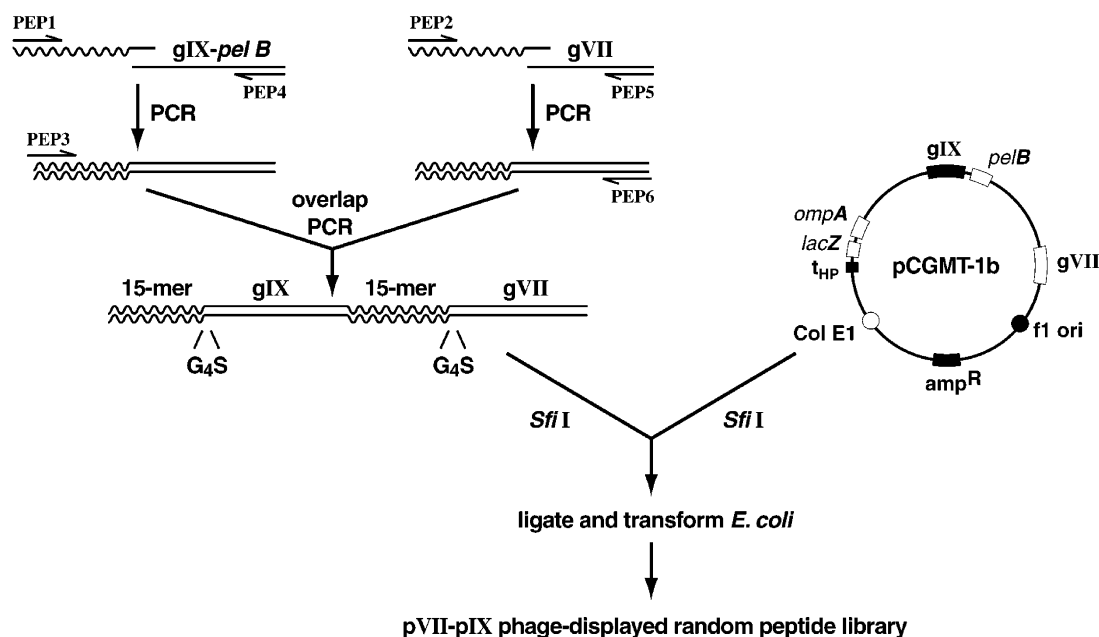 PEP1
gIX-pel B
PEP4
PCR
PEP2
gVII
PEP5
PCR
PEP3
PEP6
overlap
PCR
15-mer gIX 15-mer gVII
G4S G4S
gIX
pelB
ompA
lacZ
tHP
pCGMT-1b
gVII
Col E1
f1 ori
ampR
Sfi I Sfi I
ligate and transform E. coli
pVII-pIX phage-displayed random peptide library